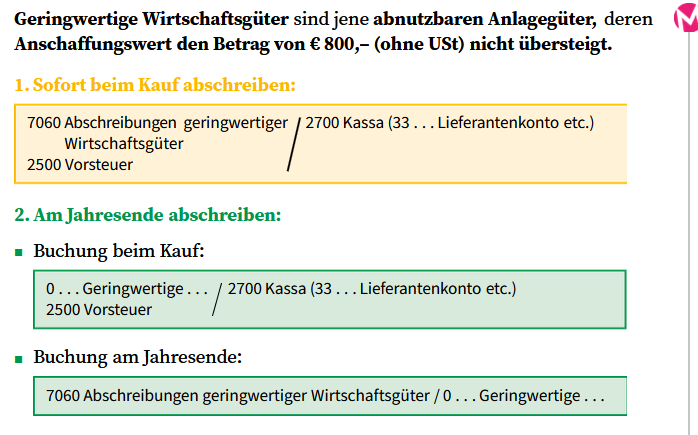 Geringwertige Wirtschaftsgüter sind jene abnutzbaren Anlagegüter, deren
Anschaffungswert den Betrag von € 800,– (ohne USt) nicht übersteigt.
1. Sofort beim Kauf abschreiben:
7060 Abschreibungen geringwertiger / 2700 Kassa (33 . . . Lieferantenkonto etc.)
Wirtschaftsgüter
2500 Vorsteuer
2. Am Jahresende abschreiben:
▪ Buchung beim Kauf:
0 . . . Geringwertige . . . / 2700 Kassa (33 . . . Lieferantenkonto etc.)
2500 Vorsteuer
▪ Buchung am Jahresende:
7060 Abschreibungen geringwertiger Wirtschaftsgüter / 0 . . . Geringwertige . . .